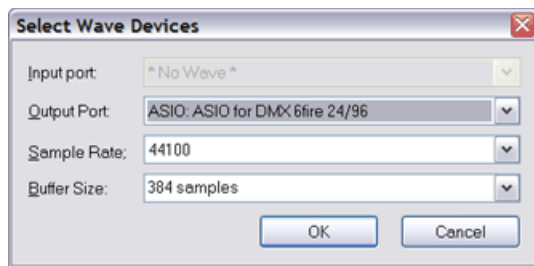 Select Wave Devices
Input port: * No Wave *
Output Port: ASIO: ASIO for DMX 6fire 24/96
Sample Rate: 44100
Buffer Size: 384 samples
OK Cancel